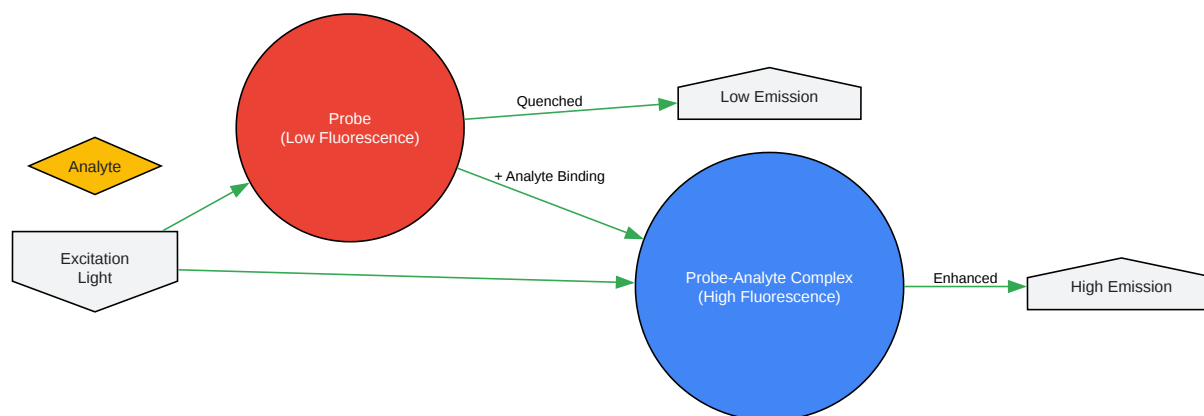 Probe
(Low Fluorescence)
Quenched
Low Emission
Analyte
+ Analyte Binding
Excitation
Light
Probe-Analyte Complex
(High Fluorescence)
Enhanced
High Emission